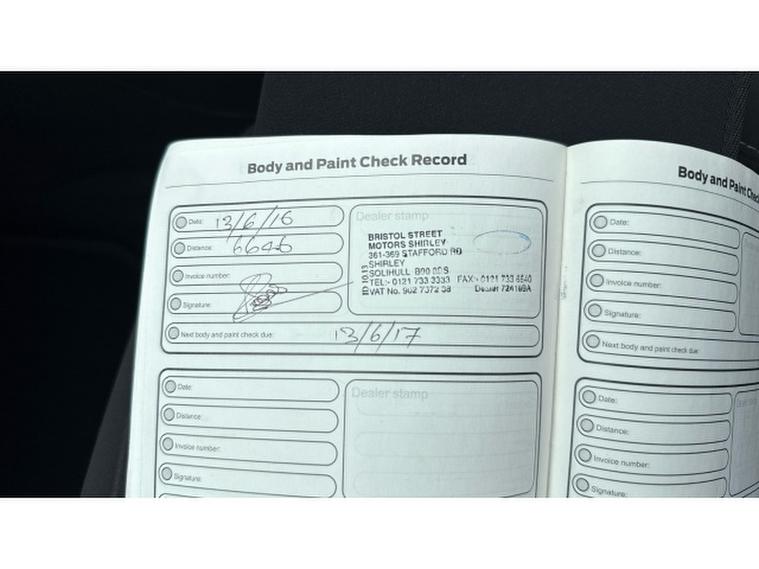 Body and Paint Check Record
Date: 13/6/16
Distance: 6646
Invoice number:
Signature:
Next body and paint check due: 13/6/17
Dealer stamp
BRISTOL STREET
MOTORS SHIRLEY
361-369 STAFFORD RD
SHIRLEY
SOLIHULL
TEL:- 0121 733 3333 FAX:- 0121 733 6640
VAT No. 902 7372 38 Dealer
Date:
Distance:
Invoice number:
Signature:
Dealer stamp
Body and Paint
Date:
Distance:
Invoice number:
Signature:
Next body and paint check due:
Date:
Distance:
Invoice number:
Signature: